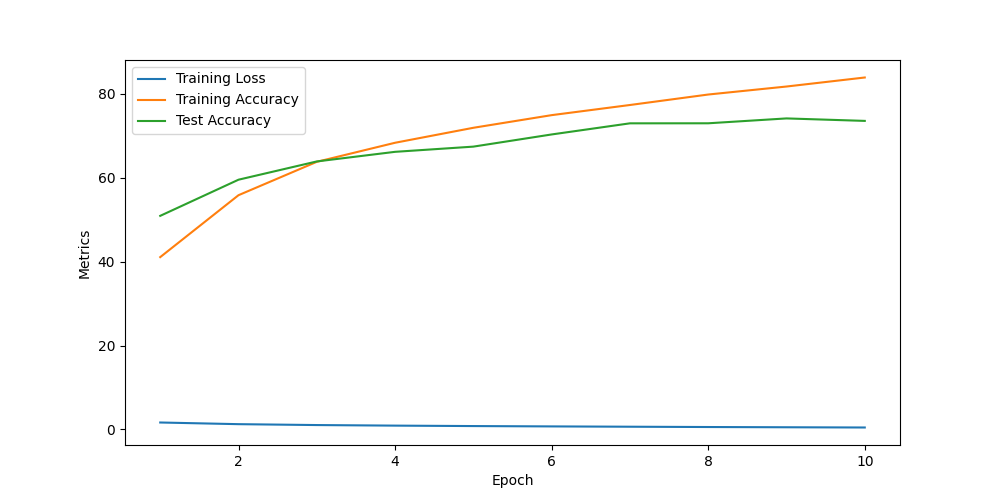 Training Loss
Training Accuracy
Test Accuracy
80
60
40
20
0
Metrics
2 4 6 8 10
Epoch